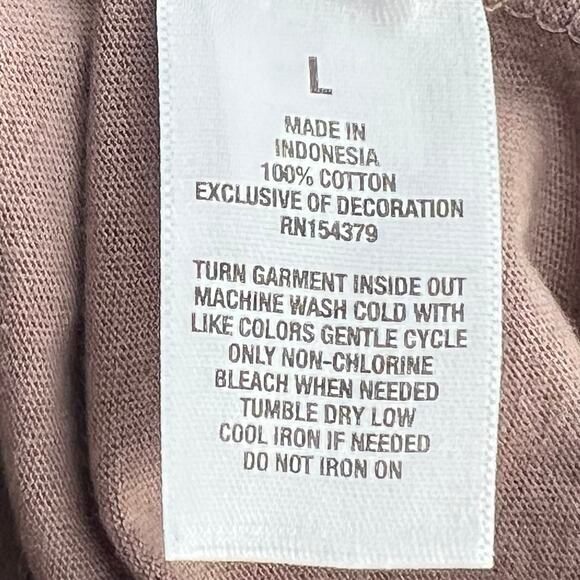 L
MADE IN
INDONESIA
100% COTTON
EXCLUSIVE OF DECORATION
RN154379
TURN GARMENT INSIDE OUT
MACHINE WASH COLD WITH
LIKE COLORS GENTLE CYCLE
ONLY NON-CHLORINE
BLEACH WHEN NEEDED
TUMBLE DRY LOW
COOL IRON IF NEEDED
DO NOT IRON ON